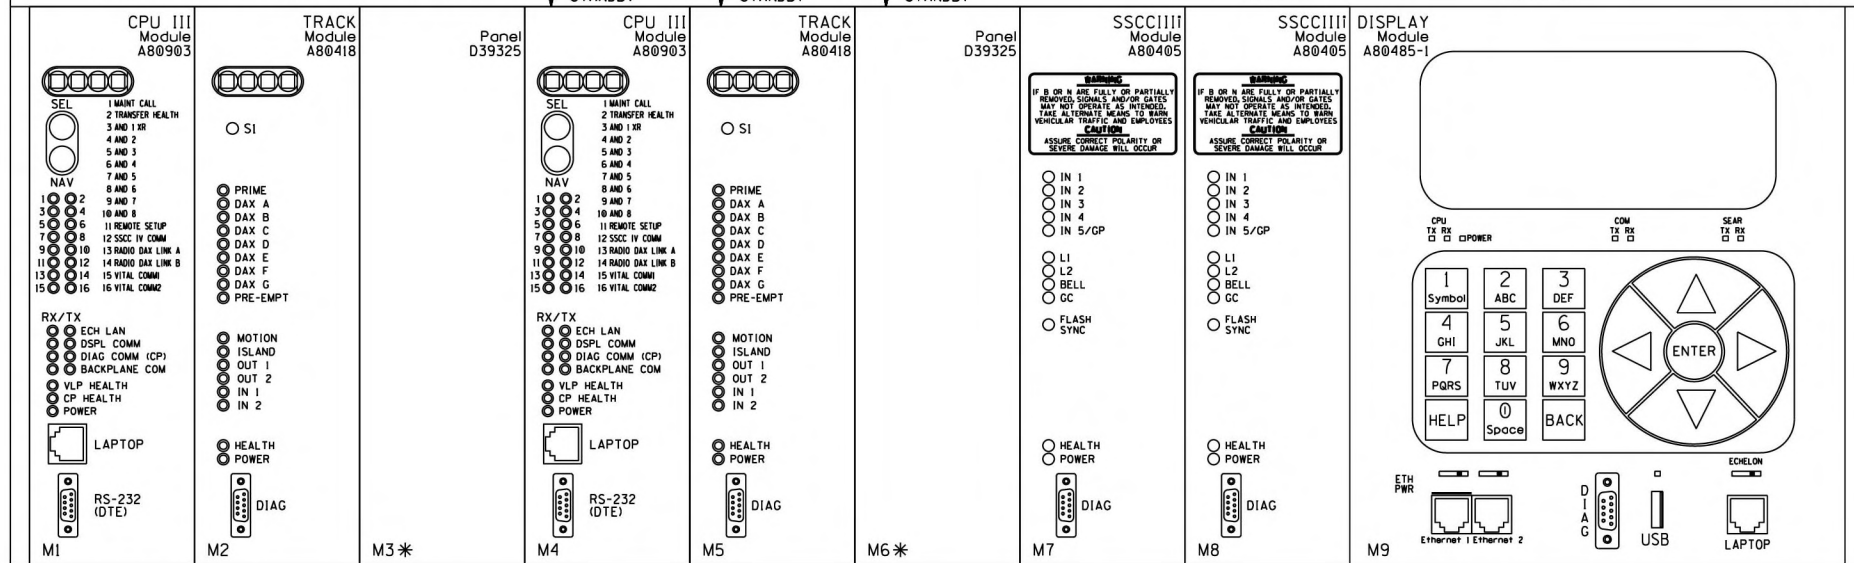 CPU III
Module
A80903
SEL
1 MAINT CALL
2 TRANSFER HEALTH
3 AND 1 XR
4 AND 2
5 AND 3
6 AND 4
7 AND 5
8 AND 6
9 AND 7
10 AND 8
11 REMOTE SETUP
12 SSCC IV COMM
13 RADIO DAX LINK A
14 RADIO DAX LINK B
15 VITAL COMM1
16 VITAL COMM2
NAV
1 2
3 4
5 6
7 8
9 10
11 12
13 14
15 16
RX/TX
ECH LAN
DSPL COMM
DIAG COMM (CP)
BACKPLANE COM
VLP HEALTH
CP HEALTH
POWER
LAPTOP
RS-232
(DTE)
M1
TRACK
Module
A80418
S1
PRIME
DAX A
DAX B
DAX C
DAX D
DAX E
DAX F
DAX G
PRE-EMPT
MOTION
ISLAND
OUT 1
OUT 2
IN 1
IN 2
HEALTH
POWER
DIAG
M2
Panel
D39325
M3*
CPU III
Module
A80903
SEL
1 MAINT CALL
2 TRANSFER HEALTH
3 AND 1 XR
4 AND 2
5 AND 3
6 AND 4
7 AND 5
8 AND 6
9 AND 7
10 AND 8
11 REMOTE SETUP
12 SSCC IV COMM
13 RADIO DAX LINK A
14 RADIO DAX LINK B
15 VITAL COMM1
16 VITAL COMM2
NAV
1 2
3 4
5 6
7 8
9 10
11 12
13 14
15 16
RX/TX
ECH LAN
DSPL COMM
DIAG COMM (CP)
BACKPLANE COM
VLP HEALTH
CP HEALTH
POWER
LAPTOP
RS-232
(DTE)
M4
TRACK
Module
A80418
S1
PRIME
DAX A
DAX B
DAX C
DAX D
DAX E
DAX F
DAX G
PRE-EMPT
MOTION
ISLAND
OUT 1
OUT 2
IN 1
IN 2
HEALTH
POWER
DIAG
M5
Panel
D39325
M6*
SSCCIIIi
Module
A80405
WARNING
IF B OR N ARE FULLY OR PARTIALLY
REMOVED, SIGNALS AND/OR GATES
MAY NOT OPERATE AS INTENDED.
TAKE ALTERNATE MEANS TO WARN
VEHICULAR TRAFFIC AND EMPLOYEES
CAUTION
ASSURE CORRECT POLARITY OR
SEVERE DAMAGE WILL OCCUR
IN 1
IN 2
IN 3
IN 4
IN 5/GP
L1
L2
BELL
GC
FLASH
SYNC
HEALTH
POWER
DIAG
M7
SSCCIIIi
Module
A80405
WARNING
IF B OR N ARE FULLY OR PARTIALLY
REMOVED, SIGNALS AND/OR GATES
MAY NOT OPERATE AS INTENDED.
TAKE ALTERNATE MEANS TO WARN
VEHICULAR TRAFFIC AND EMPLOYEES
CAUTION
ASSURE CORRECT POLARITY OR
SEVERE DAMAGE WILL OCCUR
IN 1
IN 2
IN 3
IN 4
IN 5/GP
L1
L2
BELL
GC
FLASH
SYNC
HEALTH
POWER
DIAG
M8
DISPLAY
Module
A80485-1
CPU
TX RX
POWER
COM
TX RX
SEAR
TX RX
1
Symbol
2
ABC
3
DEF
4
GHI
5
JKL
6
MNO
7
PQRS
8
TUV
9
WXYZ
HELP
0
Space
BACK
ENTER
ETH
PWR
Ethernet 1 Ethernet 2
DIAG
USB
ECHELON
LAPTOP
M9